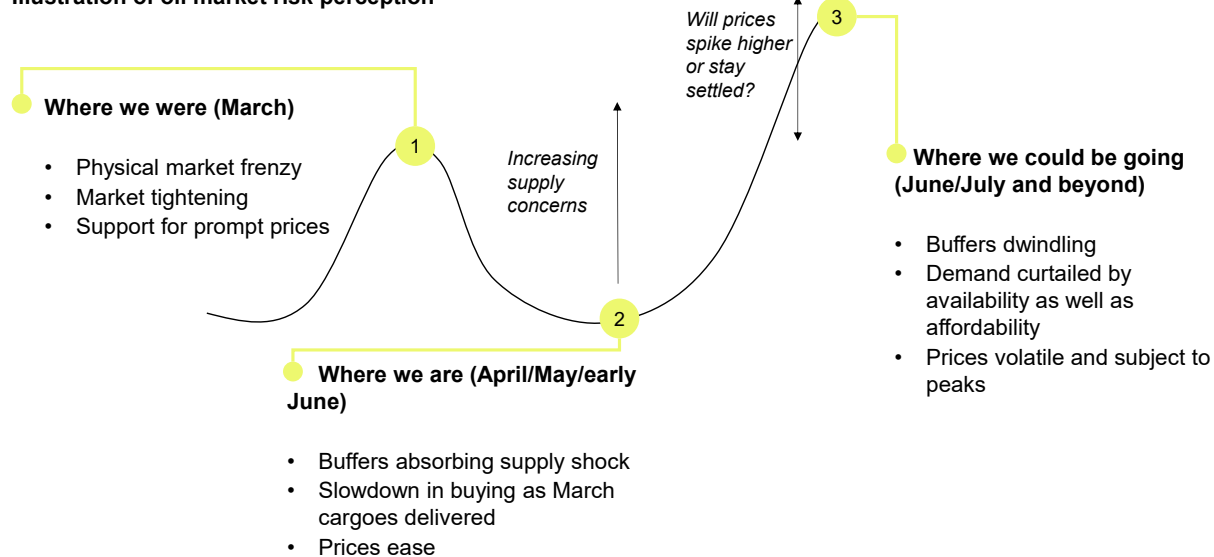 Illustration of oil market risk perception
1
Where we were (March)
• Physical market frenzy
• Market tightening
• Support for prompt prices
Increasing
supply
concerns
Will prices
spike higher
or stay
settled?
3
Where we could be going
(June/July and beyond)
• Buffers dwindling
• Demand curtailed by
availability as well as
affordability
• Prices volatile and subject to
peaks
2
Where we are (April/May/early
June)
• Buffers absorbing supply shock
• Slowdown in buying as March
cargoes delivered
• Prices ease